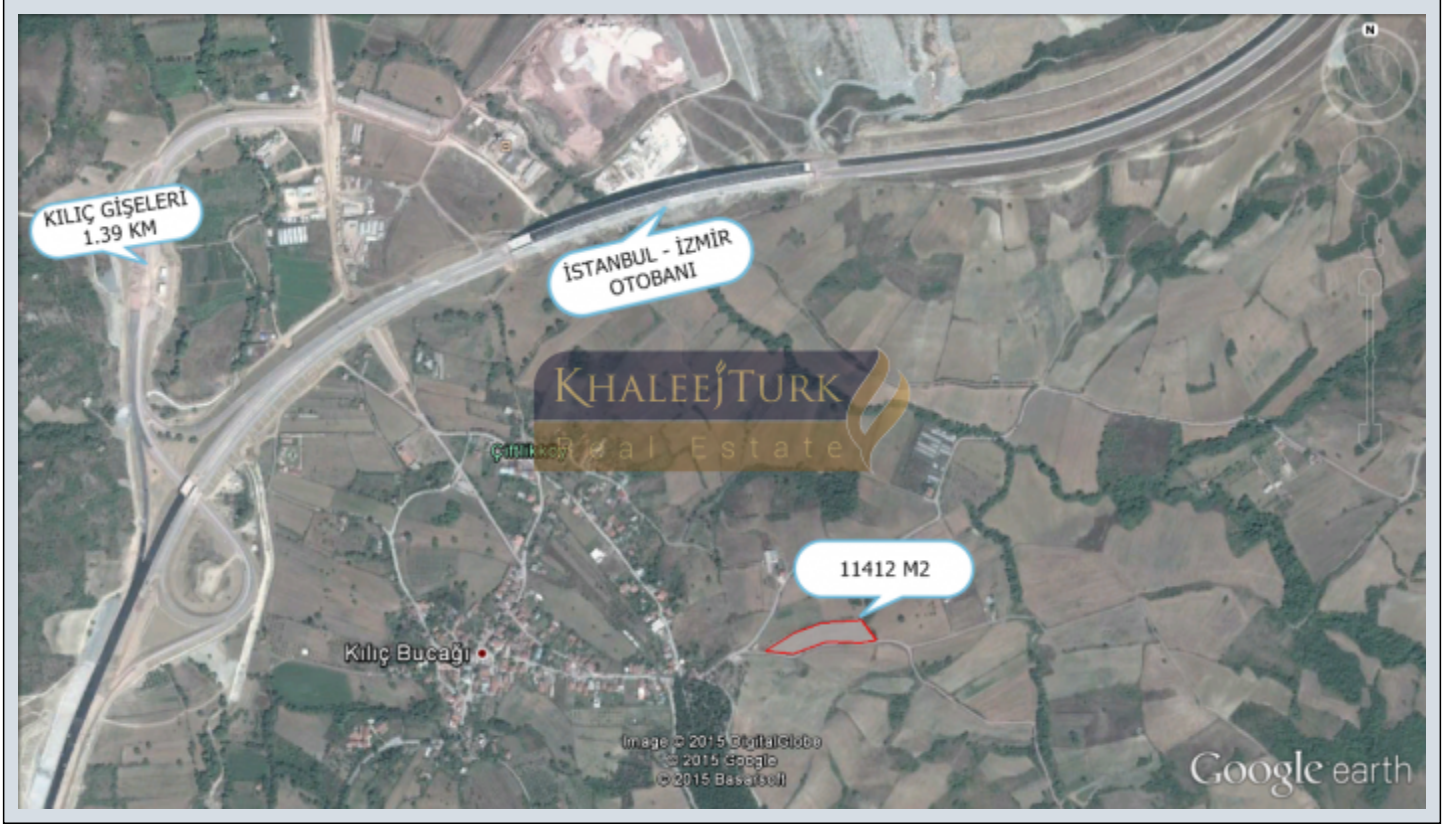 N
KILIÇ GİŞELERİ
1.39 KM
İSTANBUL - İZMİR
OTOBANI
KHALEEJTURK
Real Estate
Çiftlikköy
11412 M2
Kılıç Bucağı
Image © 2015 DigitalGlobe
© 2015 Google
© 2015 Basarsoft
Google earth